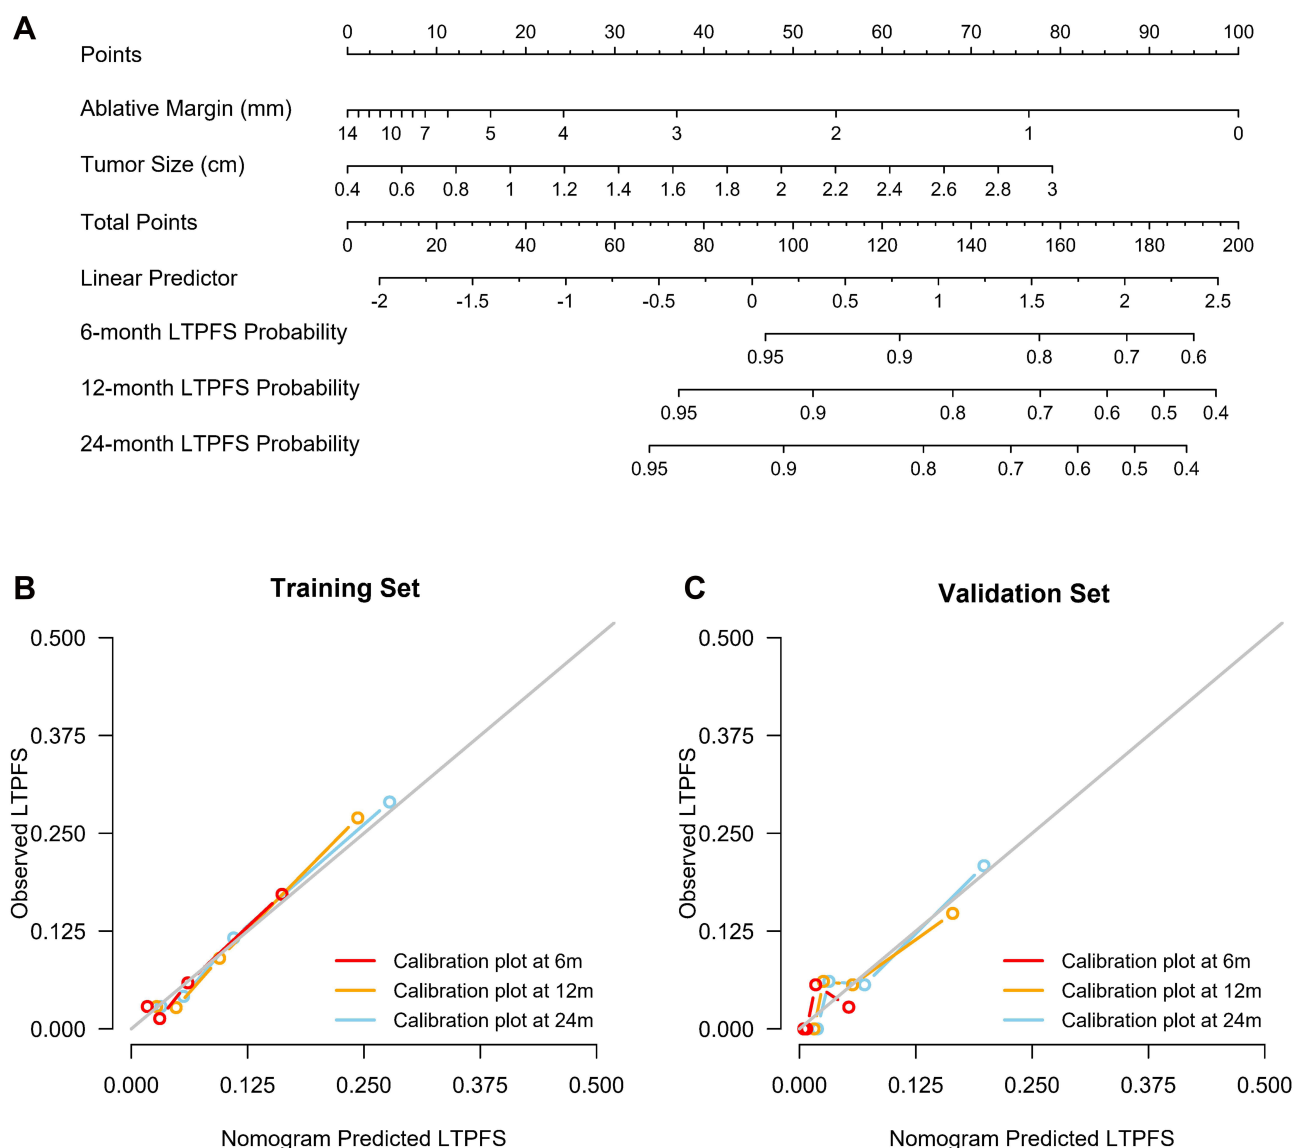 A
Points
0 10 20 30 40 50 60 70 80 90 100
Ablative Margin (mm)
14 10 7 5 4 3 2 1 0
Tumor Size (cm)
0.4 0.6 0.8 1 1.2 1.4 1.6 1.8 2 2.2 2.4 2.6 2.8 3
Total Points
0 20 40 60 80 100 120 140 160 180 200
Linear Predictor
-2 -1.5 -1 -0.5 0 0.5 1 1.5 2 2.5
6-month LTPFS Probability
0.95 0.9 0.8 0.7 0.6
12-month LTPFS Probability
0.95 0.9 0.8 0.7 0.6 0.5 0.4
24-month LTPFS Probability
0.95 0.9 0.8 0.7 0.6 0.5 0.4
B
Training Set
Observed LTPFS
0.500
0.375
0.250
0.125
0.000
Calibration plot at 6m
Calibration plot at 12m
Calibration plot at 24m
0.000 0.125 0.250 0.375 0.500
Nomogram Predicted LTPFS
C
Validation Set
Observed LTPFS
0.500
0.375
0.250
0.125
0.000
Calibration plot at 6m
Calibration plot at 12m
Calibration plot at 24m
0.000 0.125 0.250 0.375 0.500
Nomogram Predicted LTPFS